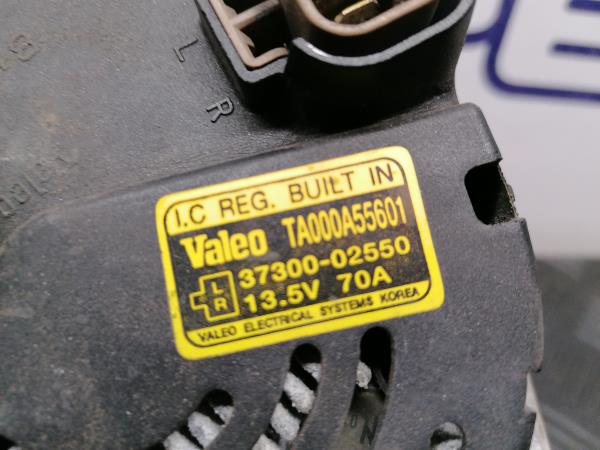 L
R
I.C REG. BUILT IN
Valeo TA000A55601
37300-02550
L
R
13.5V 70A
VALEO ELECTRICAL SYSTEMS KOREA